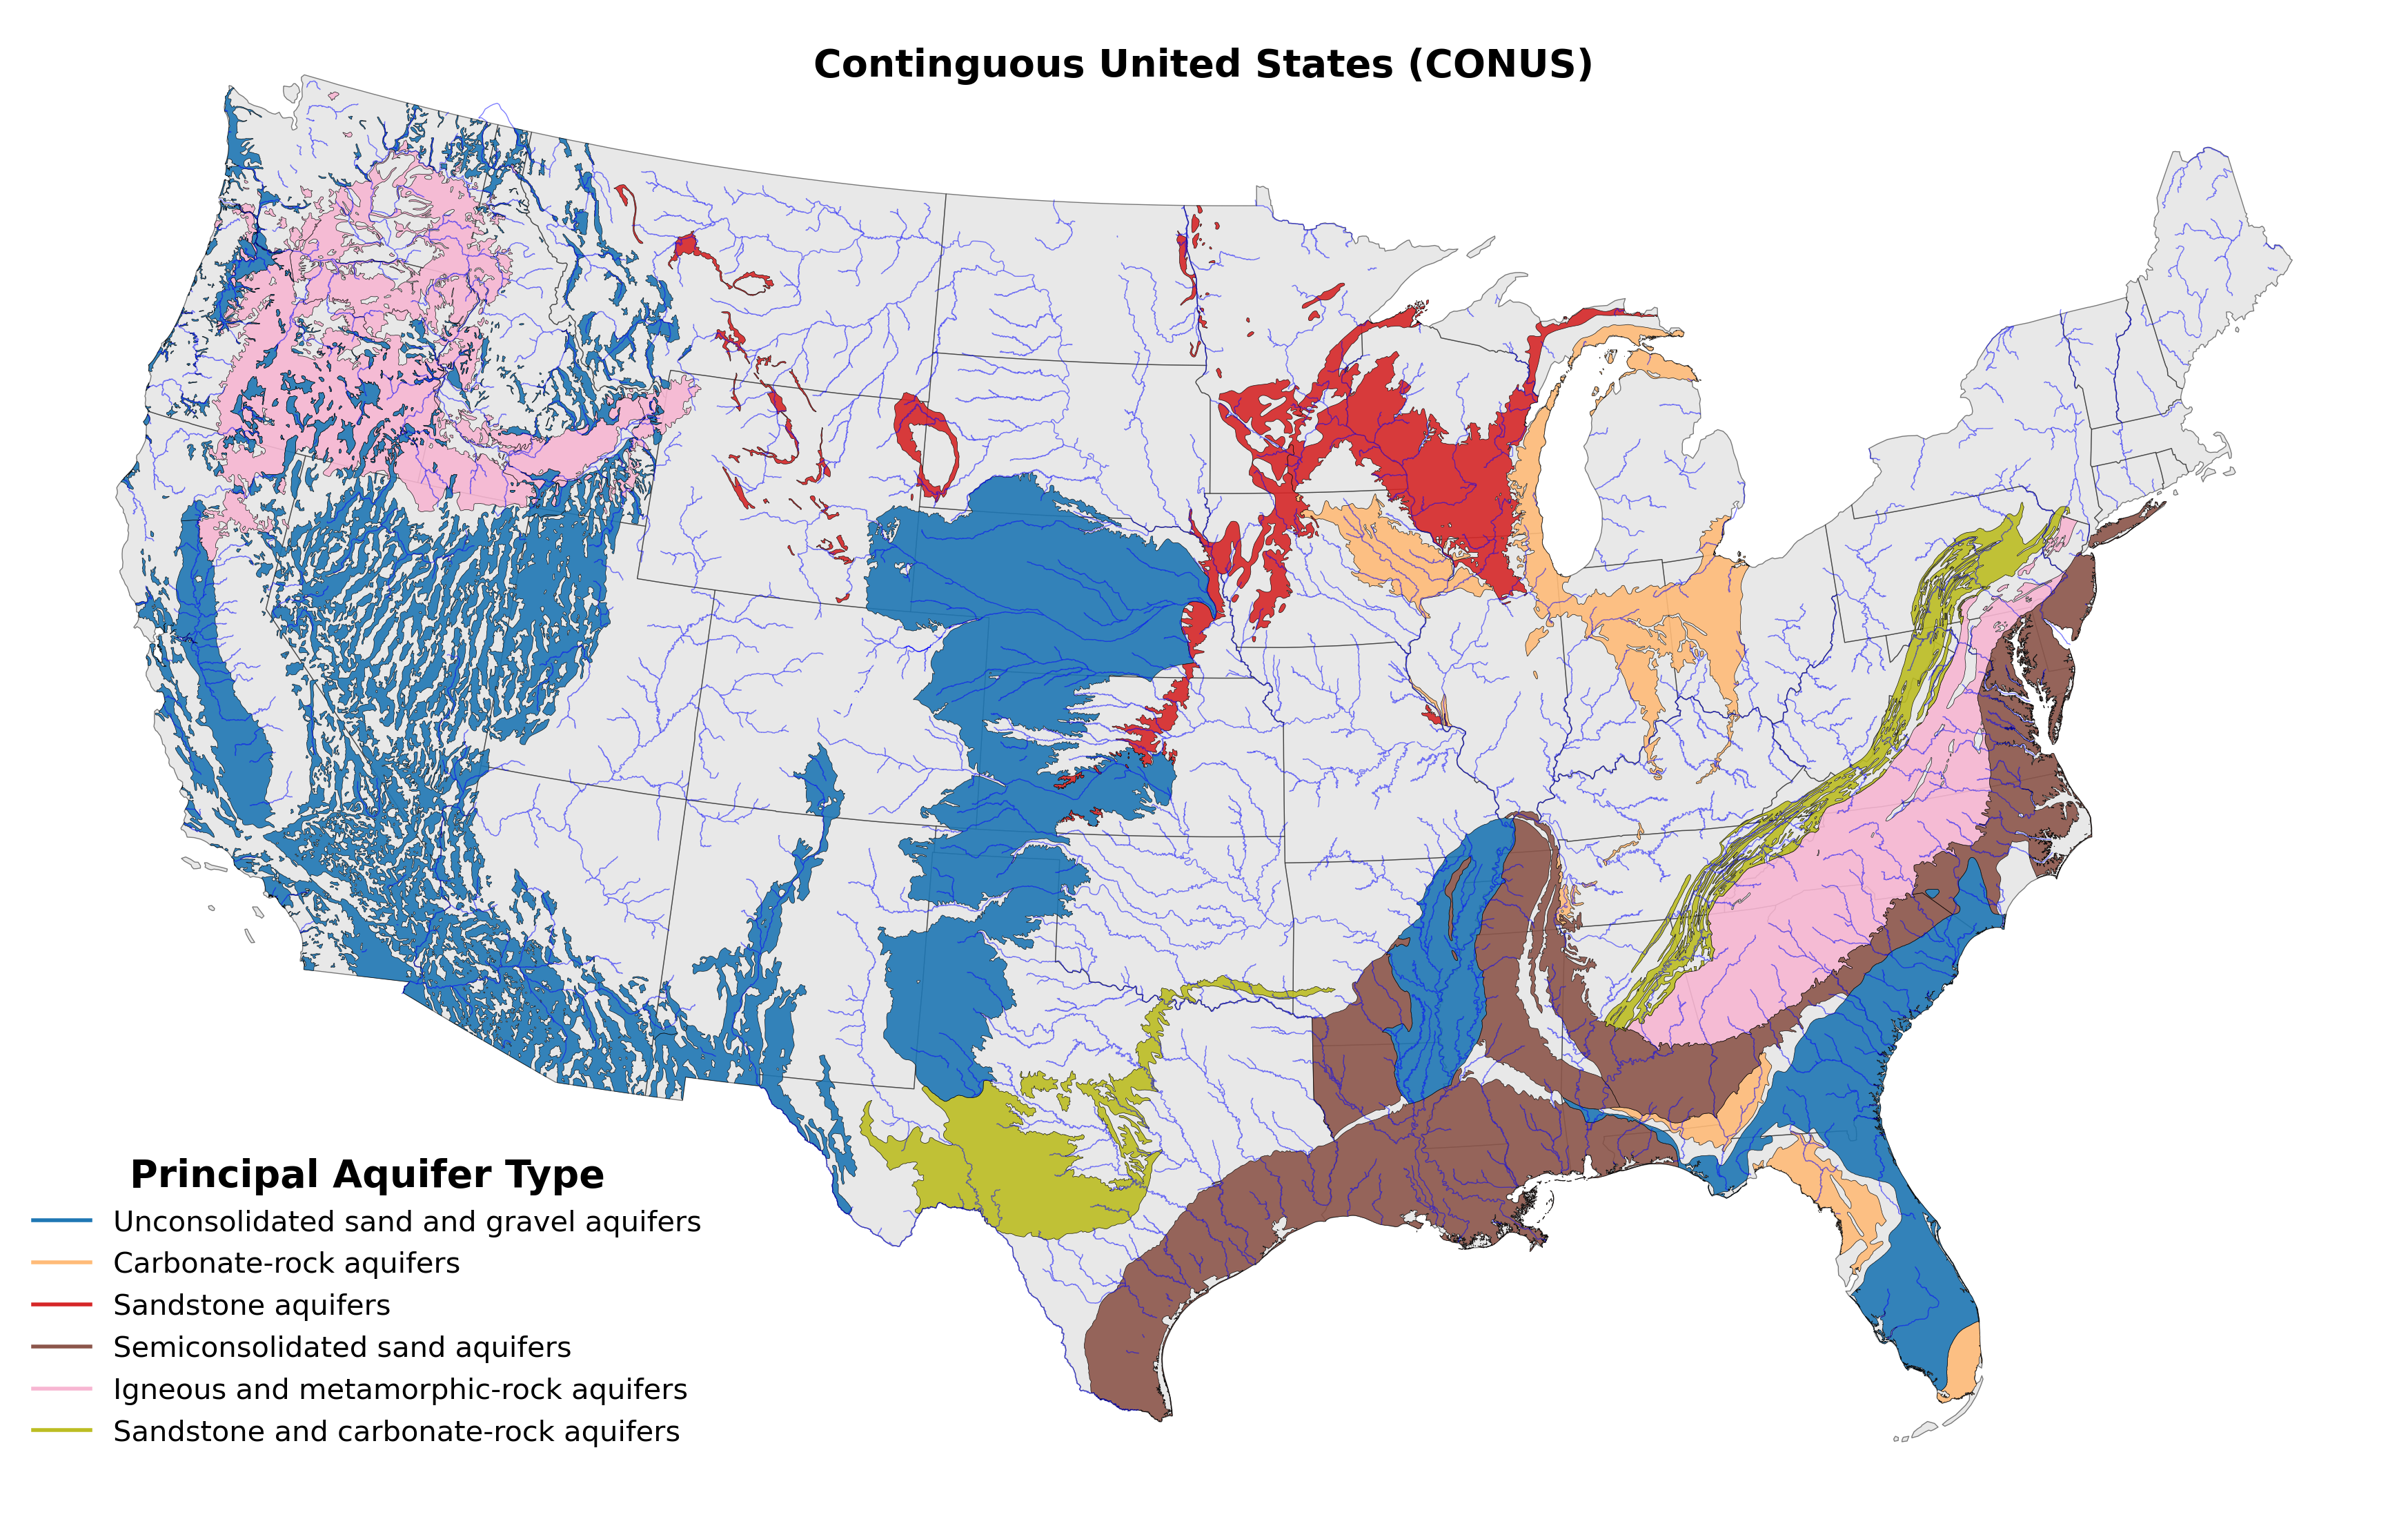 Continguous United States (CONUS)
Principal Aquifer Type
Unconsolidated sand and gravel aquifers
Carbonate-rock aquifers
Sandstone aquifers
Semiconsolidated sand aquifers
Igneous and metamorphic-rock aquifers
Sandstone and carbonate-rock aquifers